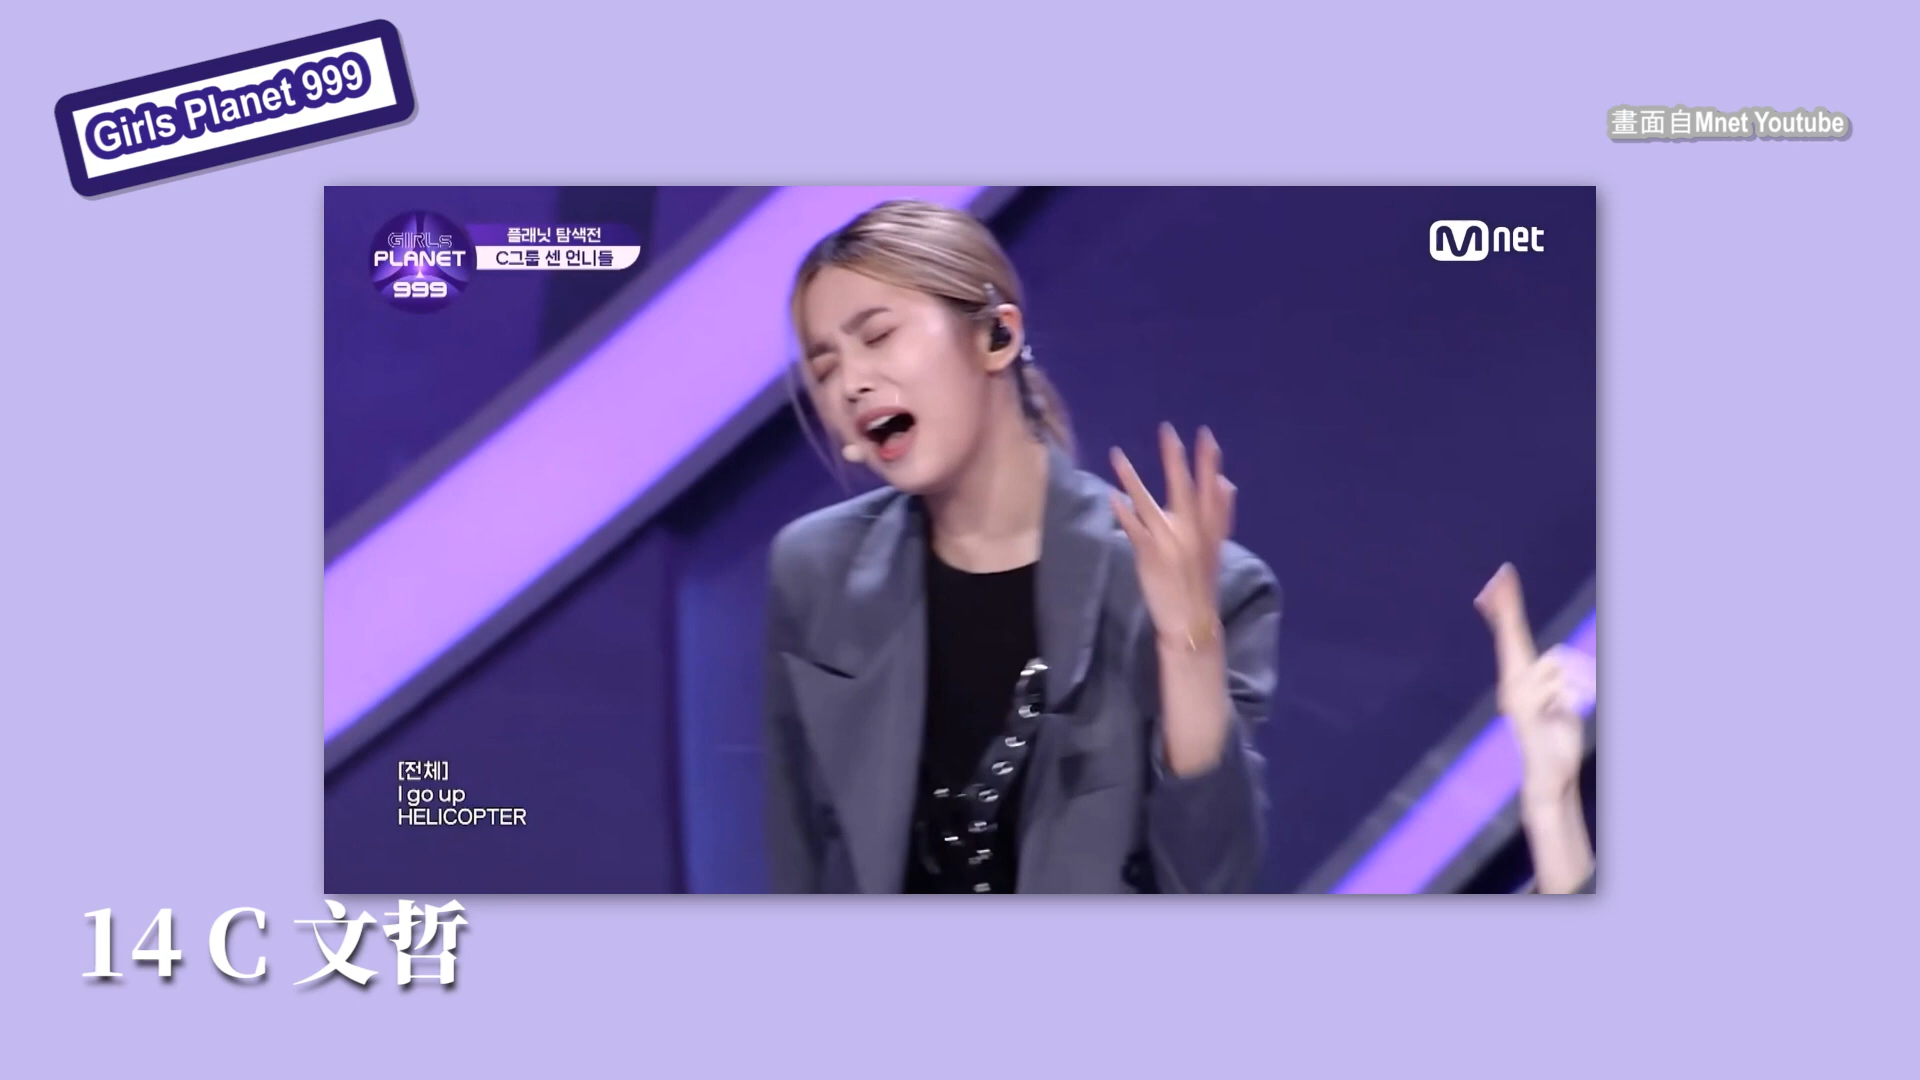 Girls Planet 999
畫面自Mnet Youtube
GIRLS
PLANET
999
플래닛 탐색전
C그룹 센 언니들
Mnet
[전체]
I go up
HELICOPTER
14 C 文哲